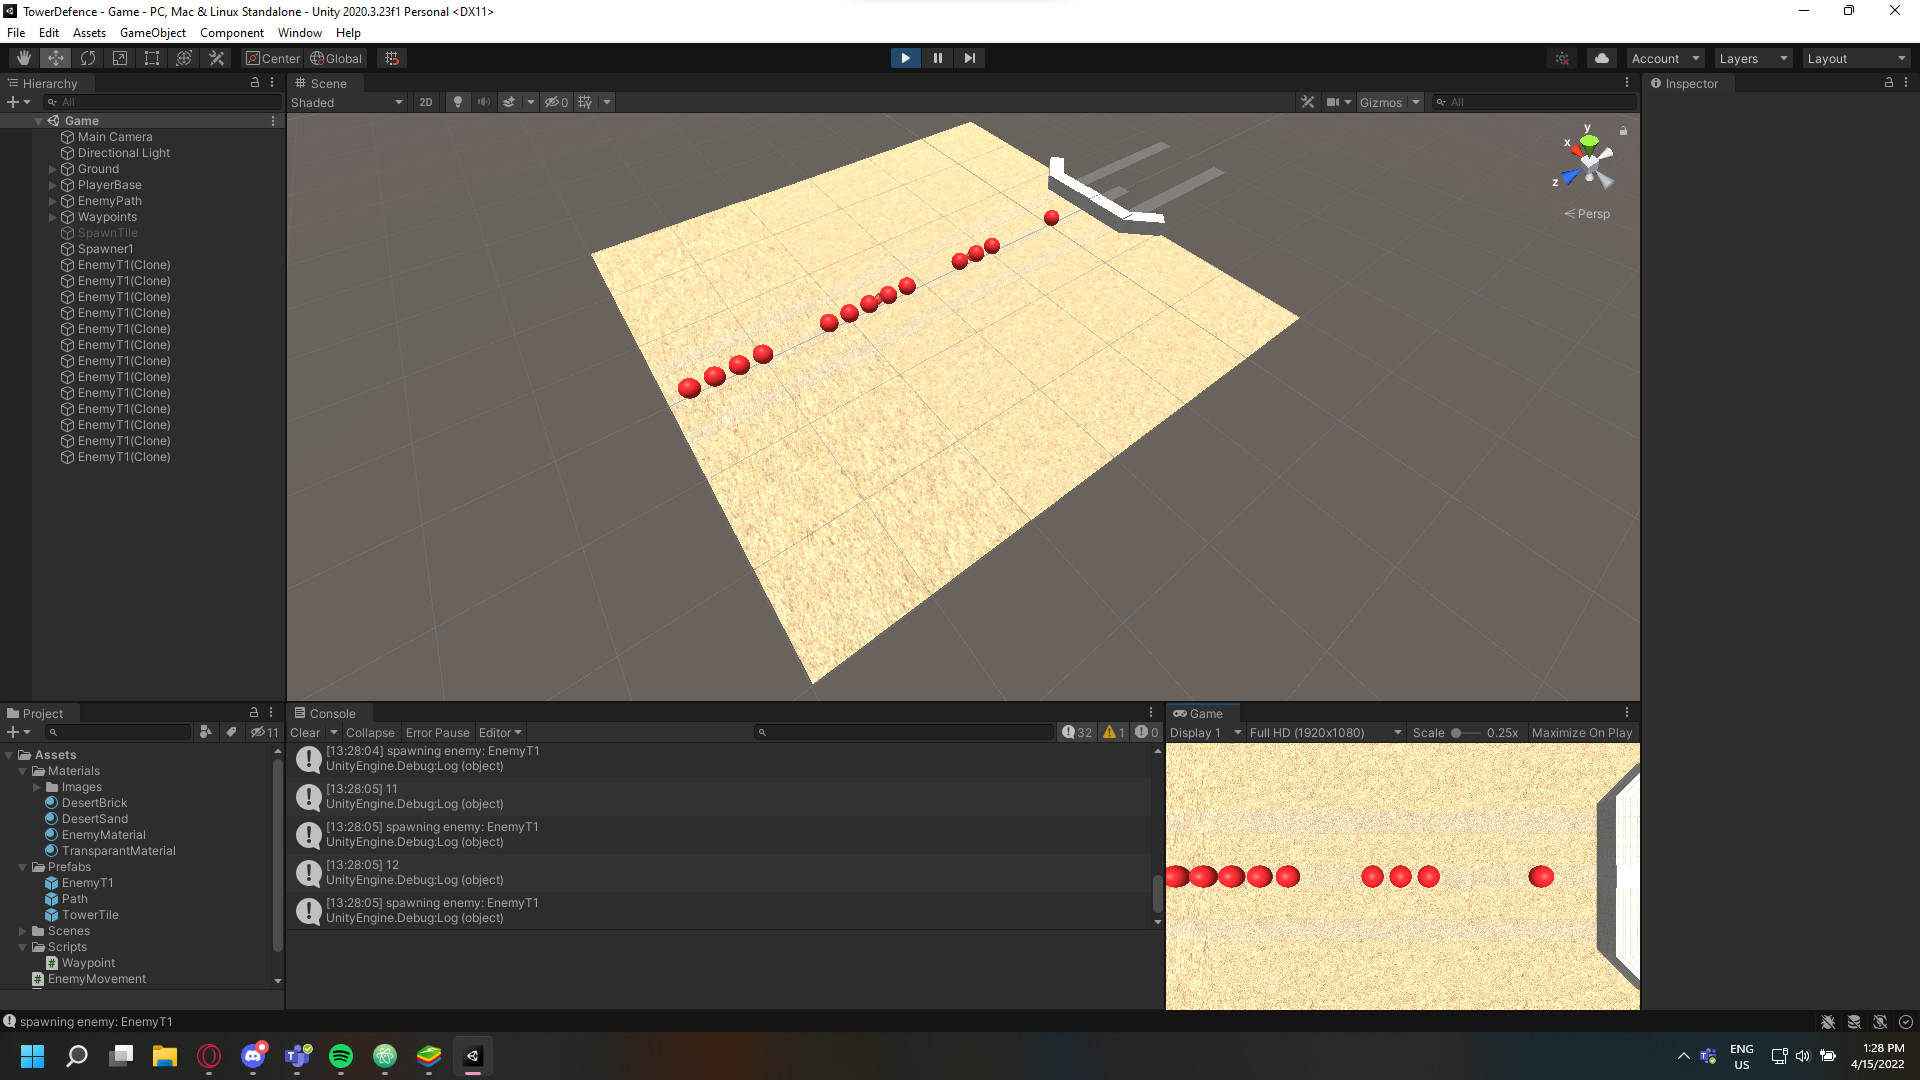 TowerDefence - Game - PC, Mac & Linux Standalone - Unity 2020.3.23f1 Personal <DX11>
File Edit Assets GameObject Component Window Help
Center Global Account Layers Layout
Hierarchy
All
Game
Main Camera
Directional Light
Ground
PlayerBase
EnemyPath
Waypoints
SpawnTile
Spawner1
EnemyT1(Clone)
EnemyT1(Clone)
EnemyT1(Clone)
EnemyT1(Clone)
EnemyT1(Clone)
EnemyT1(Clone)
EnemyT1(Clone)
EnemyT1(Clone)
EnemyT1(Clone)
EnemyT1(Clone)
EnemyT1(Clone)
EnemyT1(Clone)
EnemyT1(Clone)
Scene
Shaded 2D 0 Gizmos All
y
x
z
Persp
Inspector
Project
11
Assets
Materials
Images
DesertBrick
DesertSand
EnemyMaterial
TransparantMaterial
Prefabs
EnemyT1
Path
TowerTile
Scenes
Scripts
Waypoint
EnemyMovement
Console
Clear Collapse Error Pause Editor 32 1 0
[13:28:04] spawning enemy: EnemyT1
UnityEngine.Debug:Log (object)
[13:28:05] 11
UnityEngine.Debug:Log (object)
[13:28:05] spawning enemy: EnemyT1
UnityEngine.Debug:Log (object)
[13:28:05] 12
UnityEngine.Debug:Log (object)
[13:28:05] spawning enemy: EnemyT1
UnityEngine.Debug:Log (object)
Game
Display 1 Full HD (1920x1080) Scale 0.25x Maximize On Play
spawning enemy: EnemyT1
ENG
US
1:28 PM
4/15/2022